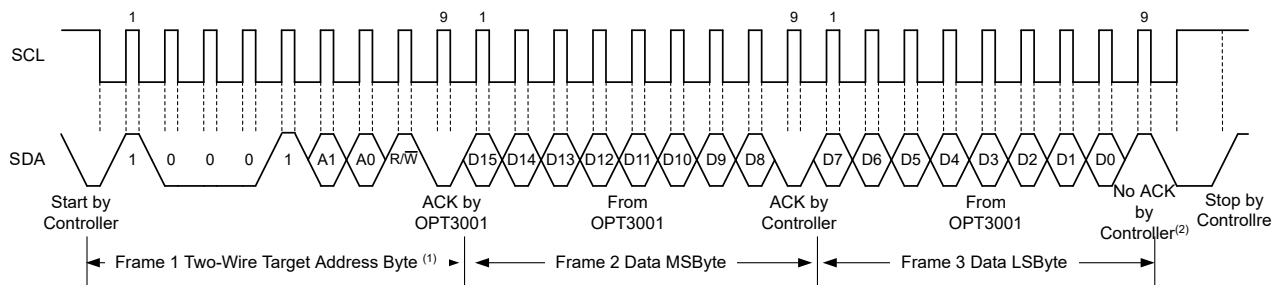 1 9 1 9 1 9
SCL
SDA 1 0 0 0 1 A1 A0 R/W̅ D15 D14 D13 D12 D11 D10 D9 D8 D7 D6 D5 D4 D3 D2 D1 D0
Start by
Controller
ACK by
OPT3001
From
OPT3001
ACK by
Controller
From
OPT3001
No ACK
by
Controller(2)
Stop by
Controllre
Frame 1 Two-Wire Target Address Byte (1)
Frame 2 Data MSByte
Frame 3 Data LSByte